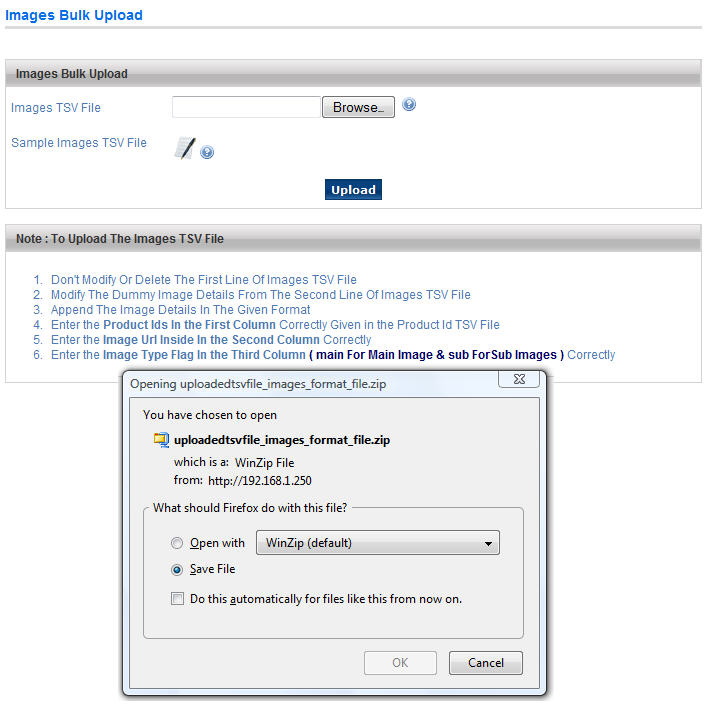 Images Bulk Upload
Images Bulk Upload
Images TSV File
Browse...
?
Sample Images TSV File
?
Upload
Note : To Upload The Images TSV File
1. Don't Modify Or Delete The First Line Of Images TSV File
2. Modify The Dummy Image Details From The Second Line Of Images TSV File
3. Append The Image Details In The Given Format
4. Enter the Product Ids In the First Column Correctly Given in the Product Id TSV File
5. Enter the Image Url Inside In the Second Column Correctly
6. Enter the Image Type Flag In the Third Column ( main For Main Image & sub ForSub Images ) Correctly
Opening uploadedtsvfile_images_format_file.zip
You have chosen to open
uploadedtsvfile_images_format_file.zip
which is a: WinZip File
from: http://192.168.1.250
What should Firefox do with this file?
Open with WinZip (default)
Save File
Do this automatically for files like this from now on.
OK Cancel